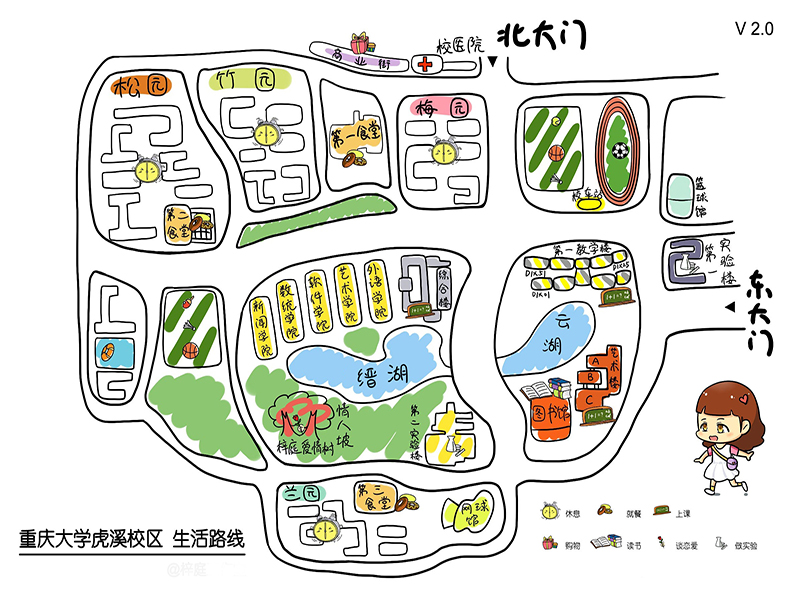 V 2.0
北大门
校医院
商业街
松园
竹园
第一食堂
梅园
校车站
篮球馆
第二食堂
第一实验楼
东大门
新闻学院
数统学院
软件学院
艺术学院
外语学院
综合楼
第一教学楼
D1351
D1401
云湖
缙湖
艺术楼
A
B
C
图书馆
情人坡
梓庭爱情树
第二实验楼
兰园
第三食堂
网球馆
休息
就餐
上课
购物
读书
谈恋爱
做实验
重庆大学虎溪校区 生活路线
@梓庭